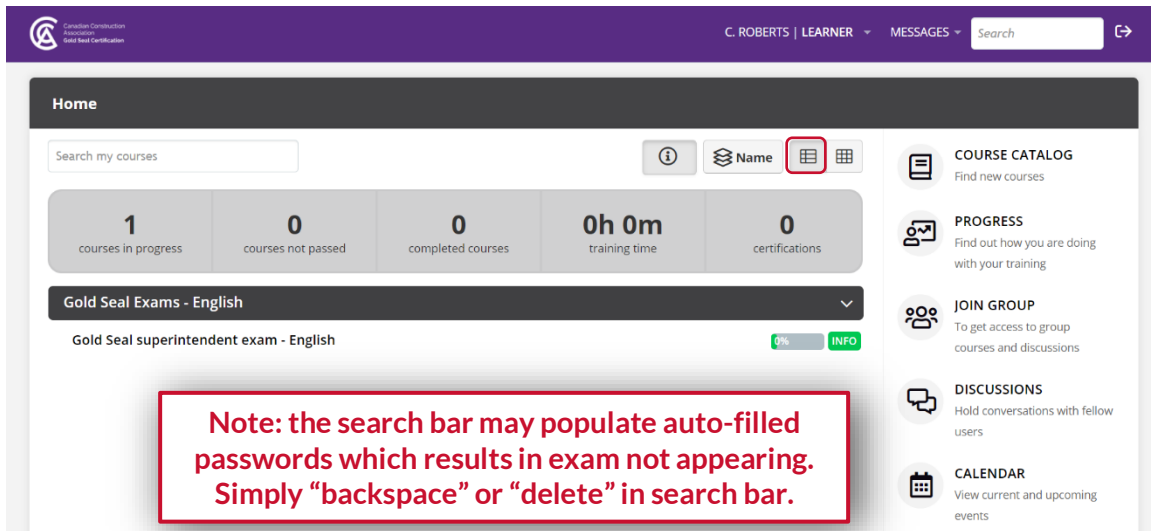 Canadian Construction
Association
Gold Seal Certification
C. ROBERTS | LEARNER
MESSAGES
Search
Home
Search my courses
Name
1
courses in progress
0
courses not passed
0
completed courses
0h 0m
training time
0
certifications
Gold Seal Exams - English
Gold Seal superintendent exam - English
0%
INFO
COURSE CATALOG
Find new courses
PROGRESS
Find out how you are doing
with your training
JOIN GROUP
To get access to group
courses and discussions
DISCUSSIONS
Hold conversations with fellow
users
CALENDAR
View current and upcoming
events
Note: the search bar may populate auto-filled
passwords which results in exam not appearing.
Simply “backspace” or “delete” in search bar.